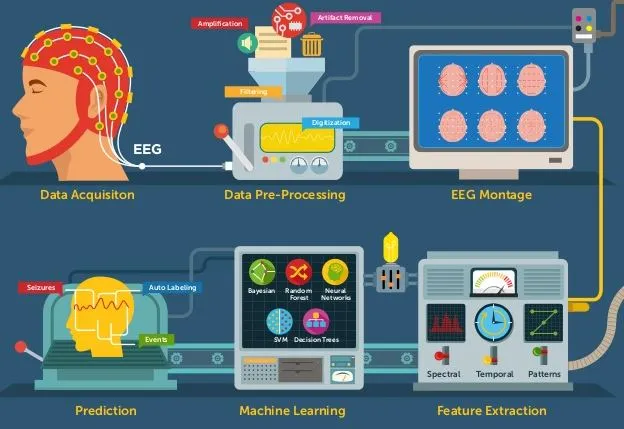 Amplification
Artifact Removal
Filtering
Digitization
EEG
Data Acquisiton
Data Pre-Processing
EEG Montage
Seizures
Auto Labeling
Events
Bayesian
Random
Forest
Neural
Networks
SVM
Decision Trees
Spectral
Temporal
Patterns
Prediction
Machine Learning
Feature Extraction